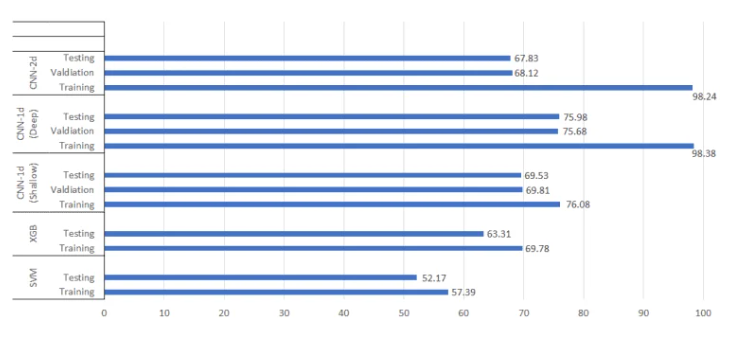 CNN-2d
Testing 67.83
Valdiation 68.12
Training 98.24
CNN-1d
(Deep)
Testing 75.98
Valdiation 75.68
Training 98.38
CNN-1d
(Shallow)
Testing 69.53
Valdiation 69.81
Training 76.08
XGB
Testing 63.31
Training 69.78
SVM
Testing 52.17
Training 57.39
0 10 20 30 40 50 60 70 80 90 100